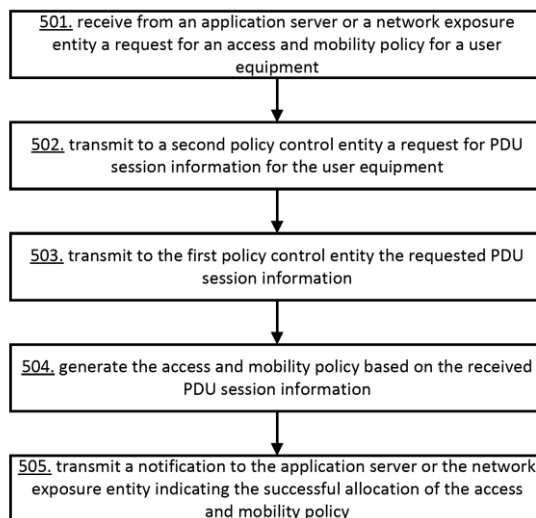 501. receive from an application server or a network exposure
entity a request for an access and mobility policy for a user
equipment
502. transmit to a second policy control entity a request for PDU
session information for the user equipment
503. transmit to the first policy control entity the requested PDU
session information
504. generate the access and mobility policy based on the received
PDU session information
505. transmit a notification to the application server or the network
exposure entity indicating the successful allocation of the access
and mobility policy